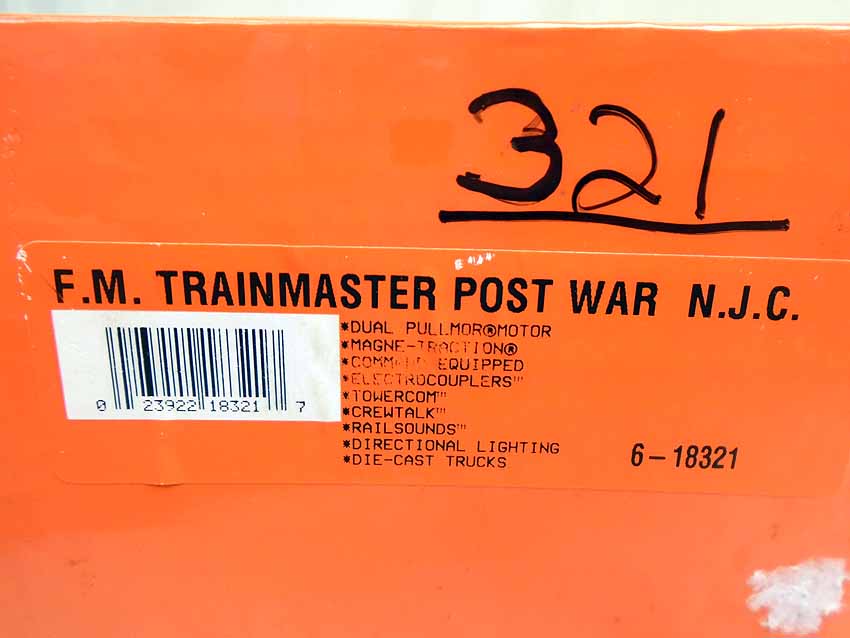 321
F.M. TRAINMASTER POST WAR N.J.C.
*DUAL PULLMOR®MOTOR
*MAGNE-TRACTION®
*COMMAND EQUIPPED
*ELECTROCOUPLERS™
*TOWERCOM™
*CREWTALK™
*RAILSOUNDS™
*DIRECTIONAL LIGHTING
*DIE-CAST TRUCKS
0 23922 18321 7
6-18321